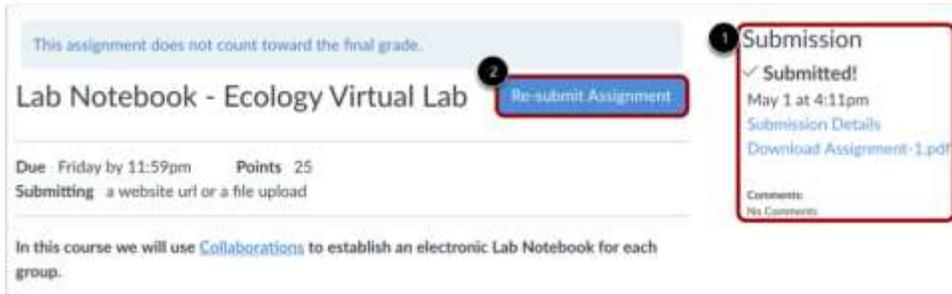 This assignment does not count toward the final grade.
2
Lab Notebook - Ecology Virtual Lab
Re-submit Assignment
Due Friday by 11:59pm Points 25
Submitting a website url or a file upload
In this course we will use Collaborations to establish an electronic Lab Notebook for each
group.
1
Submission
✓ Submitted!
May 1 at 4:11pm
Submission Details
Download Assignment-1.pdf
Comments:
No Comments